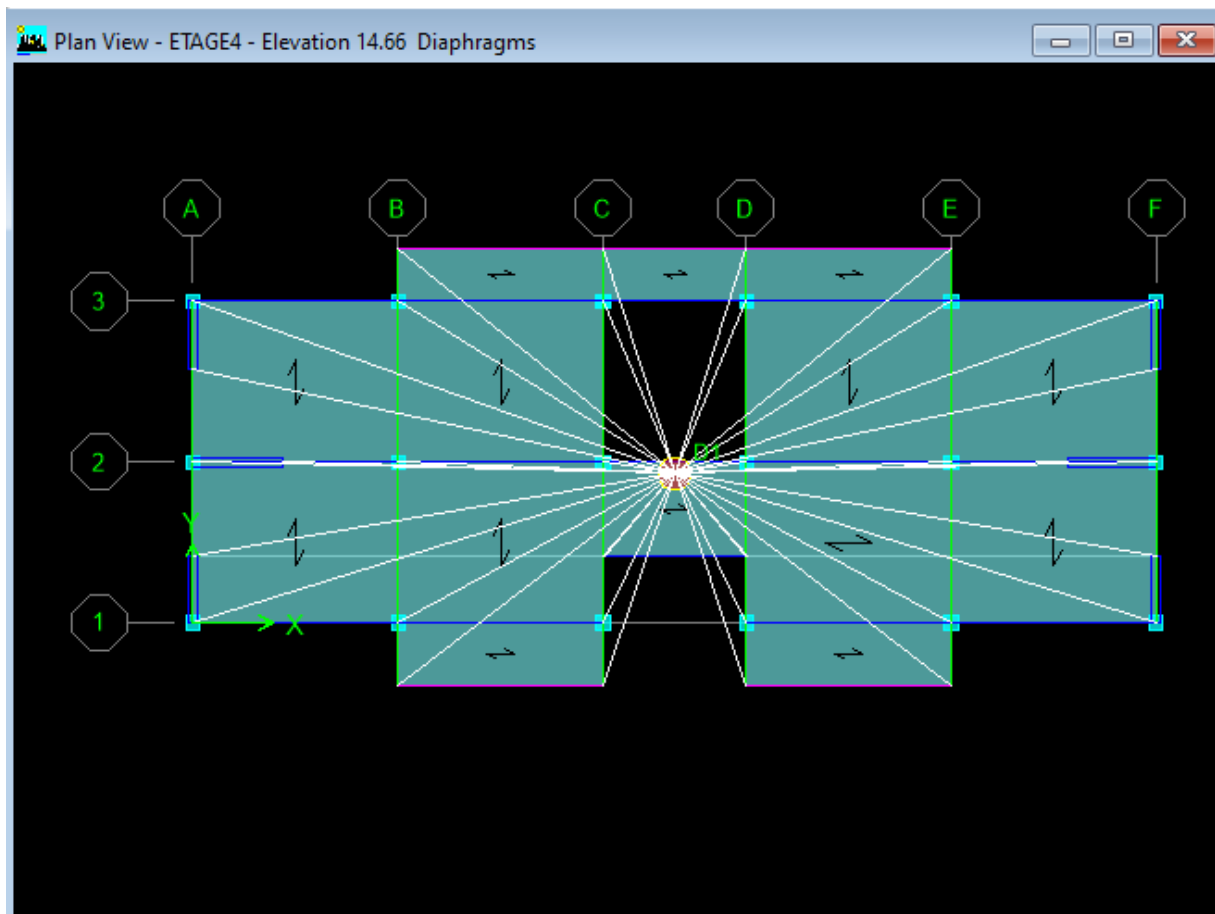 Plan View - ETAGE4 - Elevation 14.66 Diaphragms
A B C D E F
3
2
D1
Y
1
X